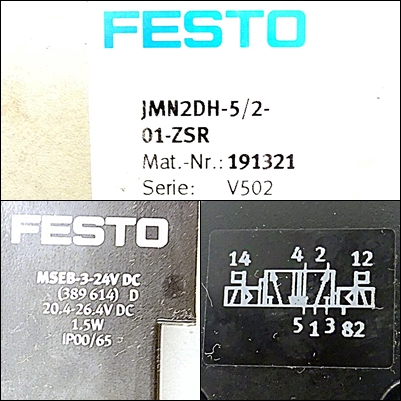 FESTO
JMN2DH-5/2-
01-ZSR
Mat.-Nr.: 191321
Serie: V502
FESTO
MSEB-3-24V DC
(389 614) D
20.4-26.4V DC
1.5W
IP00/65
4 2
14 12
5 1 3 82